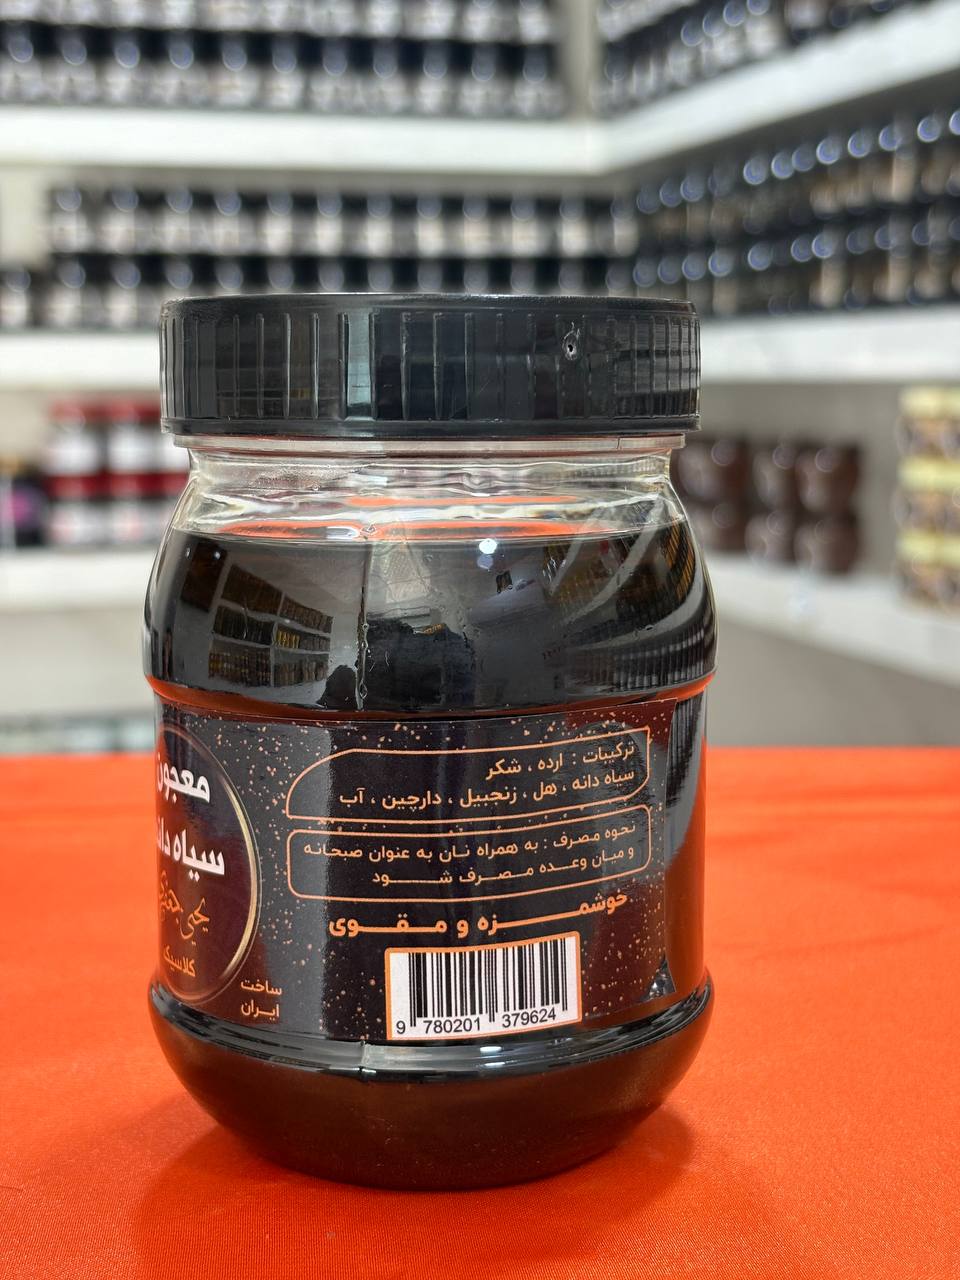 ترکیبات : ارده ، شکر
سیاه دانه ، هل ، زنجبیل ، دارچین ، آب
نحوه مصرف : به همراه نان به عنوان صبحانه
و میان وعده مصرف شود
خوشمزه و مقوی
9 780201 379624
معجون
سیاه دان
یحیی
کلاسیک
ساخت
ایران